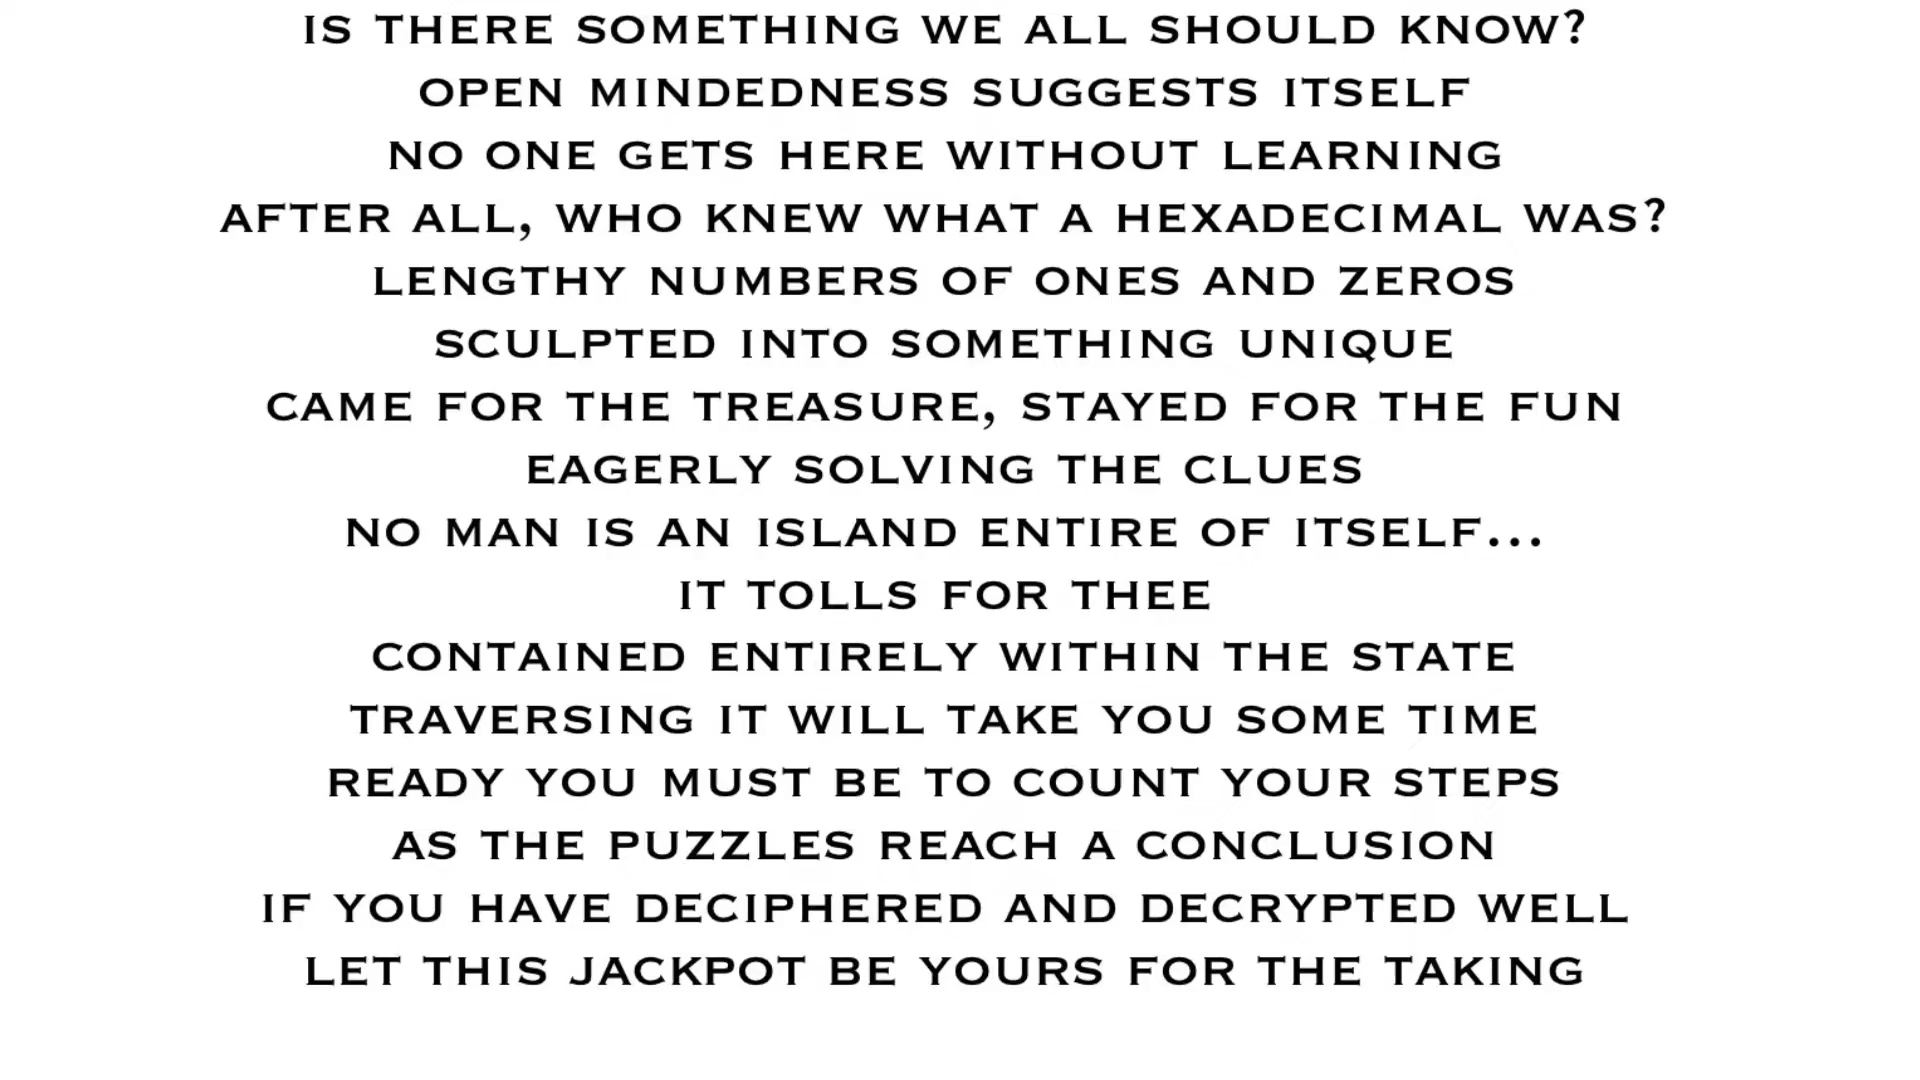 IS THERE SOMETHING WE ALL SHOULD KNOW?
OPEN MINDEDNESS SUGGESTS ITSELF
NO ONE GETS HERE WITHOUT LEARNING
AFTER ALL, WHO KNEW WHAT A HEXADECIMAL WAS?
LENGTHY NUMBERS OF ONES AND ZEROS
SCULPTED INTO SOMETHING UNIQUE
CAME FOR THE TREASURE, STAYED FOR THE FUN
EAGERLY SOLVING THE CLUES
NO MAN IS AN ISLAND ENTIRE OF ITSELF...
IT TOLLS FOR THEE
CONTAINED ENTIRELY WITHIN THE STATE
TRAVERSING IT WILL TAKE YOU SOME TIME
READY YOU MUST BE TO COUNT YOUR STEPS
AS THE PUZZLES REACH A CONCLUSION
IF YOU HAVE DECIPHERED AND DECRYPTED WELL
LET THIS JACKPOT BE YOURS FOR THE TAKING